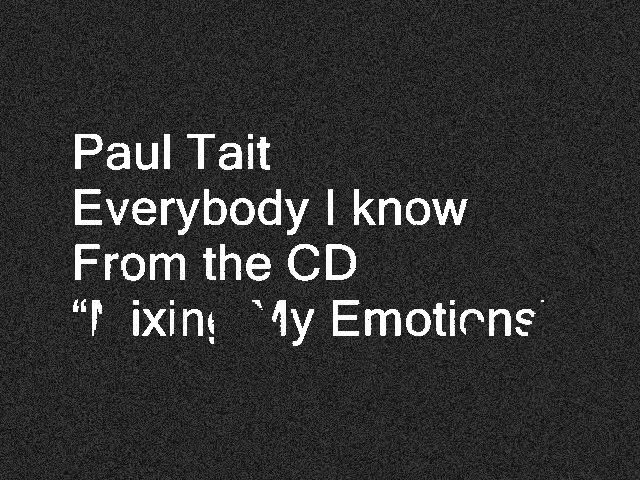 Paul Tait
Everybody I know
From the CD
“Mixing My Emotions